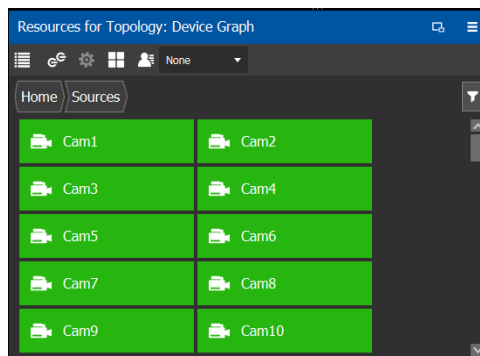 Resources for Topology: Device Graph
None
Home Sources
Cam1 Cam2
Cam3 Cam4
Cam5 Cam6
Cam7 Cam8
Cam9 Cam10